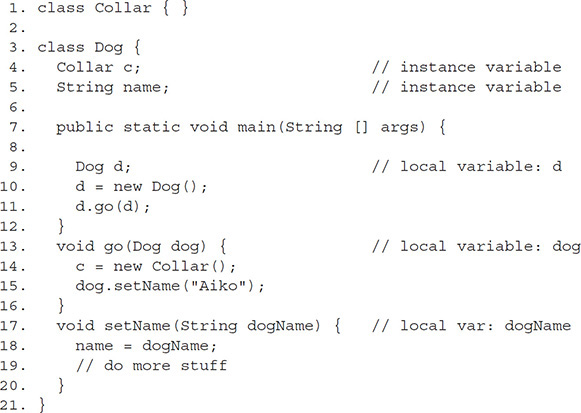 1. class Collar { }
2.
3. class Dog {
4.   Collar c;                        // instance variable
5.   String name;                     // instance variable
6.
7.   public static void main(String [] args) {
8.
9.     Dog d;                         // local variable: d
10.     d = new Dog();
11.     d.go(d);
12.   }
13.   void go(Dog dog) {               // local variable: dog
14.     c = new Collar();
15.     dog.setName("Aiko");
16.   }
17.   void setName(String dogName) {   // local var: dogName
18.     name = dogName;
19.     // do more stuff
20.   }
21. }